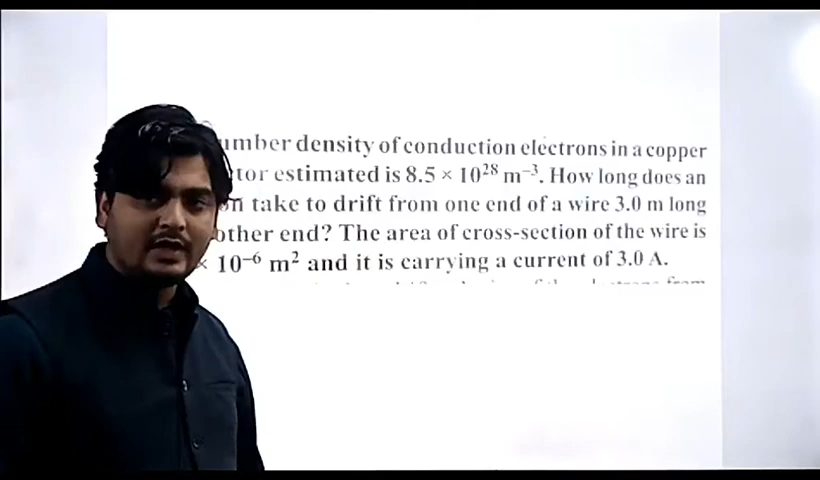 umber density of conduction electrons in a copper
tor estimated is 8.5 × 10²⁸ m⁻³. How long does an
on take to drift from one end of a wire 3.0 m long
other end? The area of cross-section of the wire is
× 10⁻⁶ m² and it is carrying a current of 3.0 A.
from